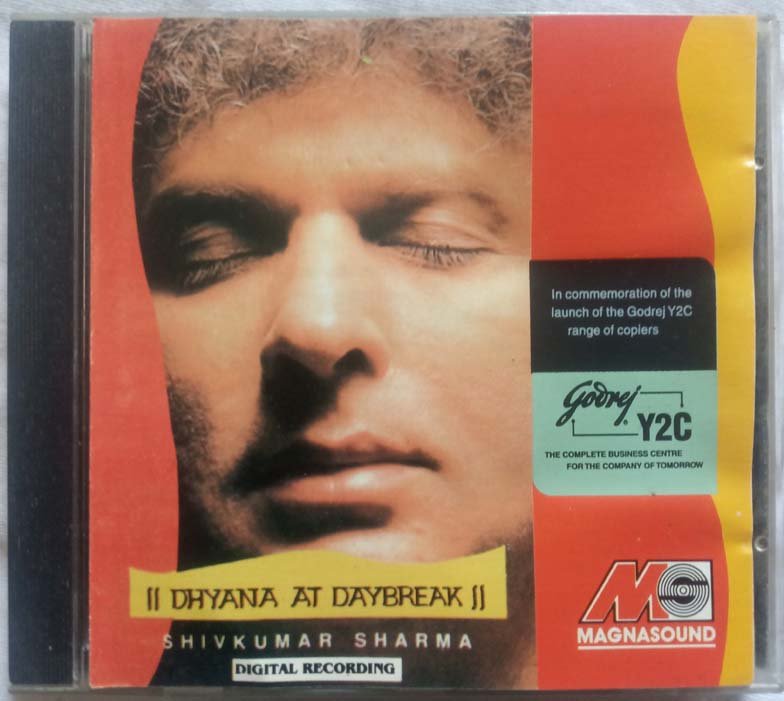 In commemoration of the
launch of the Godrej Y2C
range of copiers
Godrej
®
Y2C
THE COMPLETE BUSINESS CENTRE
FOR THE COMPANY OF TOMORROW
|| DHYANA AT DAYBREAK ||
SHIVKUMAR SHARMA
DIGITAL RECORDING
MC
MAGNASOUND